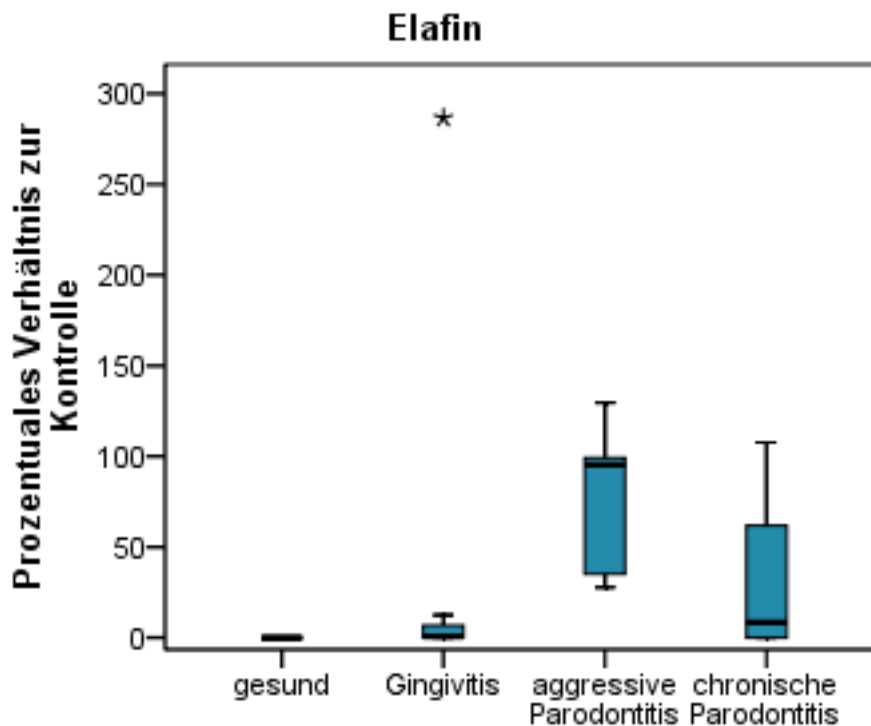 Elafin
Prozentuales Verhältnis zur
Kontrolle
300
250
200
150
100
50
0
*
gesund
Gingivitis
aggressive
Parodontitis
chronische
Parodontitis